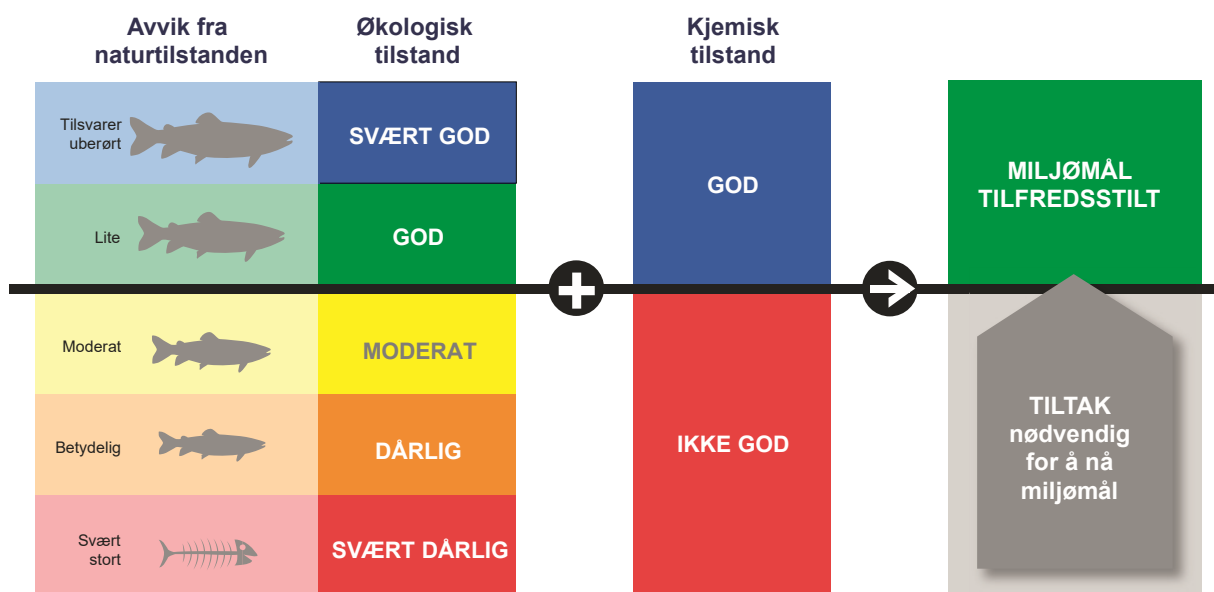 Avvik fra
naturtilstanden
Økologisk
tilstand
Kjemisk
tilstand
Tilsvarer
uberørt
SVÆRT GOD
Lite
GOD
Moderat
MODERAT
Betydelig
DÅRLIG
Svært
stort
SVÆRT DÅRLIG
GOD
IKKE GOD
MILJØMÅL
TILFREDSSTILT
TILTAK
nødvendig
for å nå
miljømål